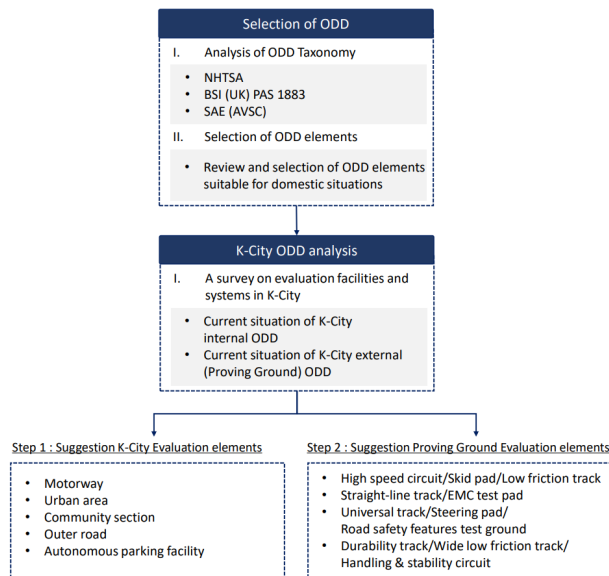 Selection of ODD
I. Analysis of ODD Taxonomy
• NHTSA
• BSI (UK) PAS 1883
• SAE (AVSC)
II. Selection of ODD elements
• Review and selection of ODD elements
suitable for domestic situations
K-City ODD analysis
I. A survey on evaluation facilities and
systems in K-City
• Current situation of K-City
internal ODD
• Current situation of K-City external
(Proving Ground) ODD
Step 1 : Suggestion K-City Evaluation elements
• Motorway
• Urban area
• Community section
• Outer road
• Autonomous parking facility
Step 2 : Suggestion Proving Ground Evaluation elements
• High speed circuit/Skid pad/Low friction track
• Straight-line track/EMC test pad
• Universal track/Steering pad/
Road safety features test ground
• Durability track/Wide low friction track/
Handling & stability circuit